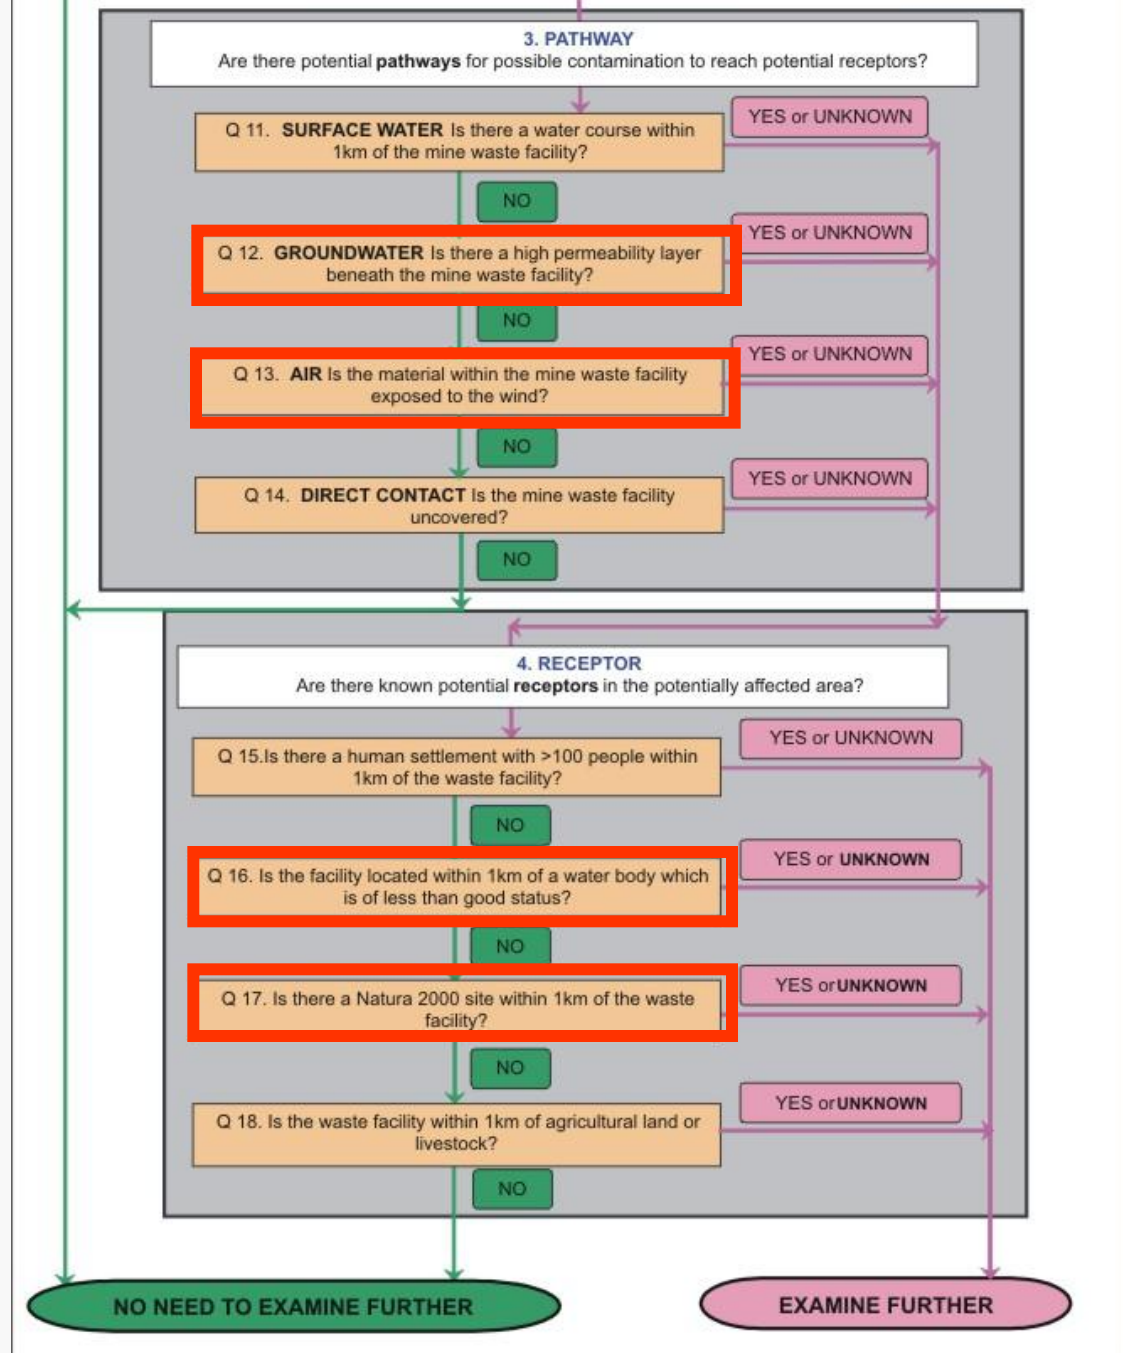 3. PATHWAY
Are there potential pathways for possible contamination to reach potential receptors?
Q 11. SURFACE WATER Is there a water course within
1km of the mine waste facility?
YES or UNKNOWN
NO
Q 12. GROUNDWATER Is there a high permeability layer
beneath the mine waste facility?
YES or UNKNOWN
NO
Q 13. AIR Is the material within the mine waste facility
exposed to the wind?
YES or UNKNOWN
NO
Q 14. DIRECT CONTACT Is the mine waste facility
uncovered?
YES or UNKNOWN
NO
4. RECEPTOR
Are there known potential receptors in the potentially affected area?
Q 15.Is there a human settlement with >100 people within
1km of the waste facility?
YES or UNKNOWN
NO
Q 16. Is the facility located within 1km of a water body which
is of less than good status?
YES or UNKNOWN
NO
Q 17. Is there a Natura 2000 site within 1km of the waste
facility?
YES orUNKNOWN
NO
Q 18. Is the waste facility within 1km of agricultural land or
livestock?
YES orUNKNOWN
NO
NO NEED TO EXAMINE FURTHER
EXAMINE FURTHER